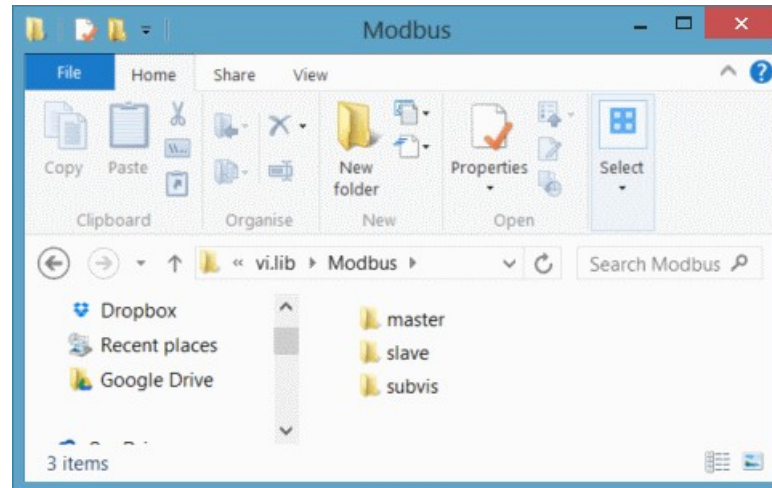 Modbus
File Home Share View
Copy Paste New folder Properties Select
Clipboard Organise New Open
« vi.lib Modbus Search Modbus
Dropbox
Recent places
Google Drive
master
slave
subvis
3 items